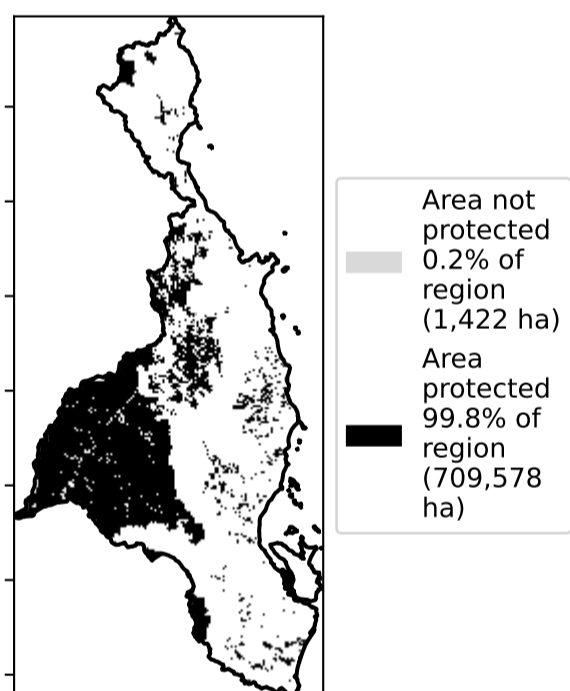 Area not
protected
0.2% of
region
(1,422 ha)
Area
protected
99.8% of
region
(709,578
ha)